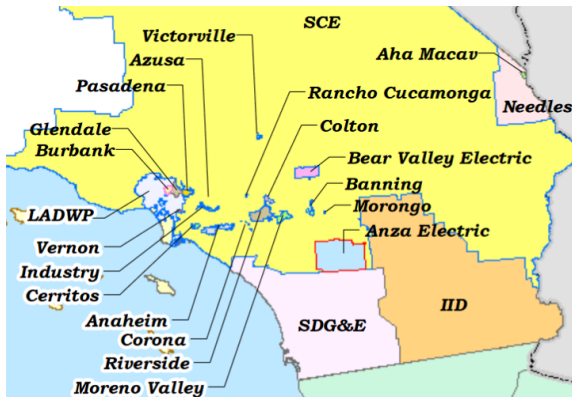 SCE
Victorville
Aha Macav
Azusa
Pasadena
Rancho Cucamonga
Needles
Glendale
Colton
Burbank
Bear Valley Electric
Banning
LADWP
Morongo
Anza Electric
Vernon
Industry
Cerritos
Anaheim
SDG&E
IID
Corona
Riverside
Moreno Valley